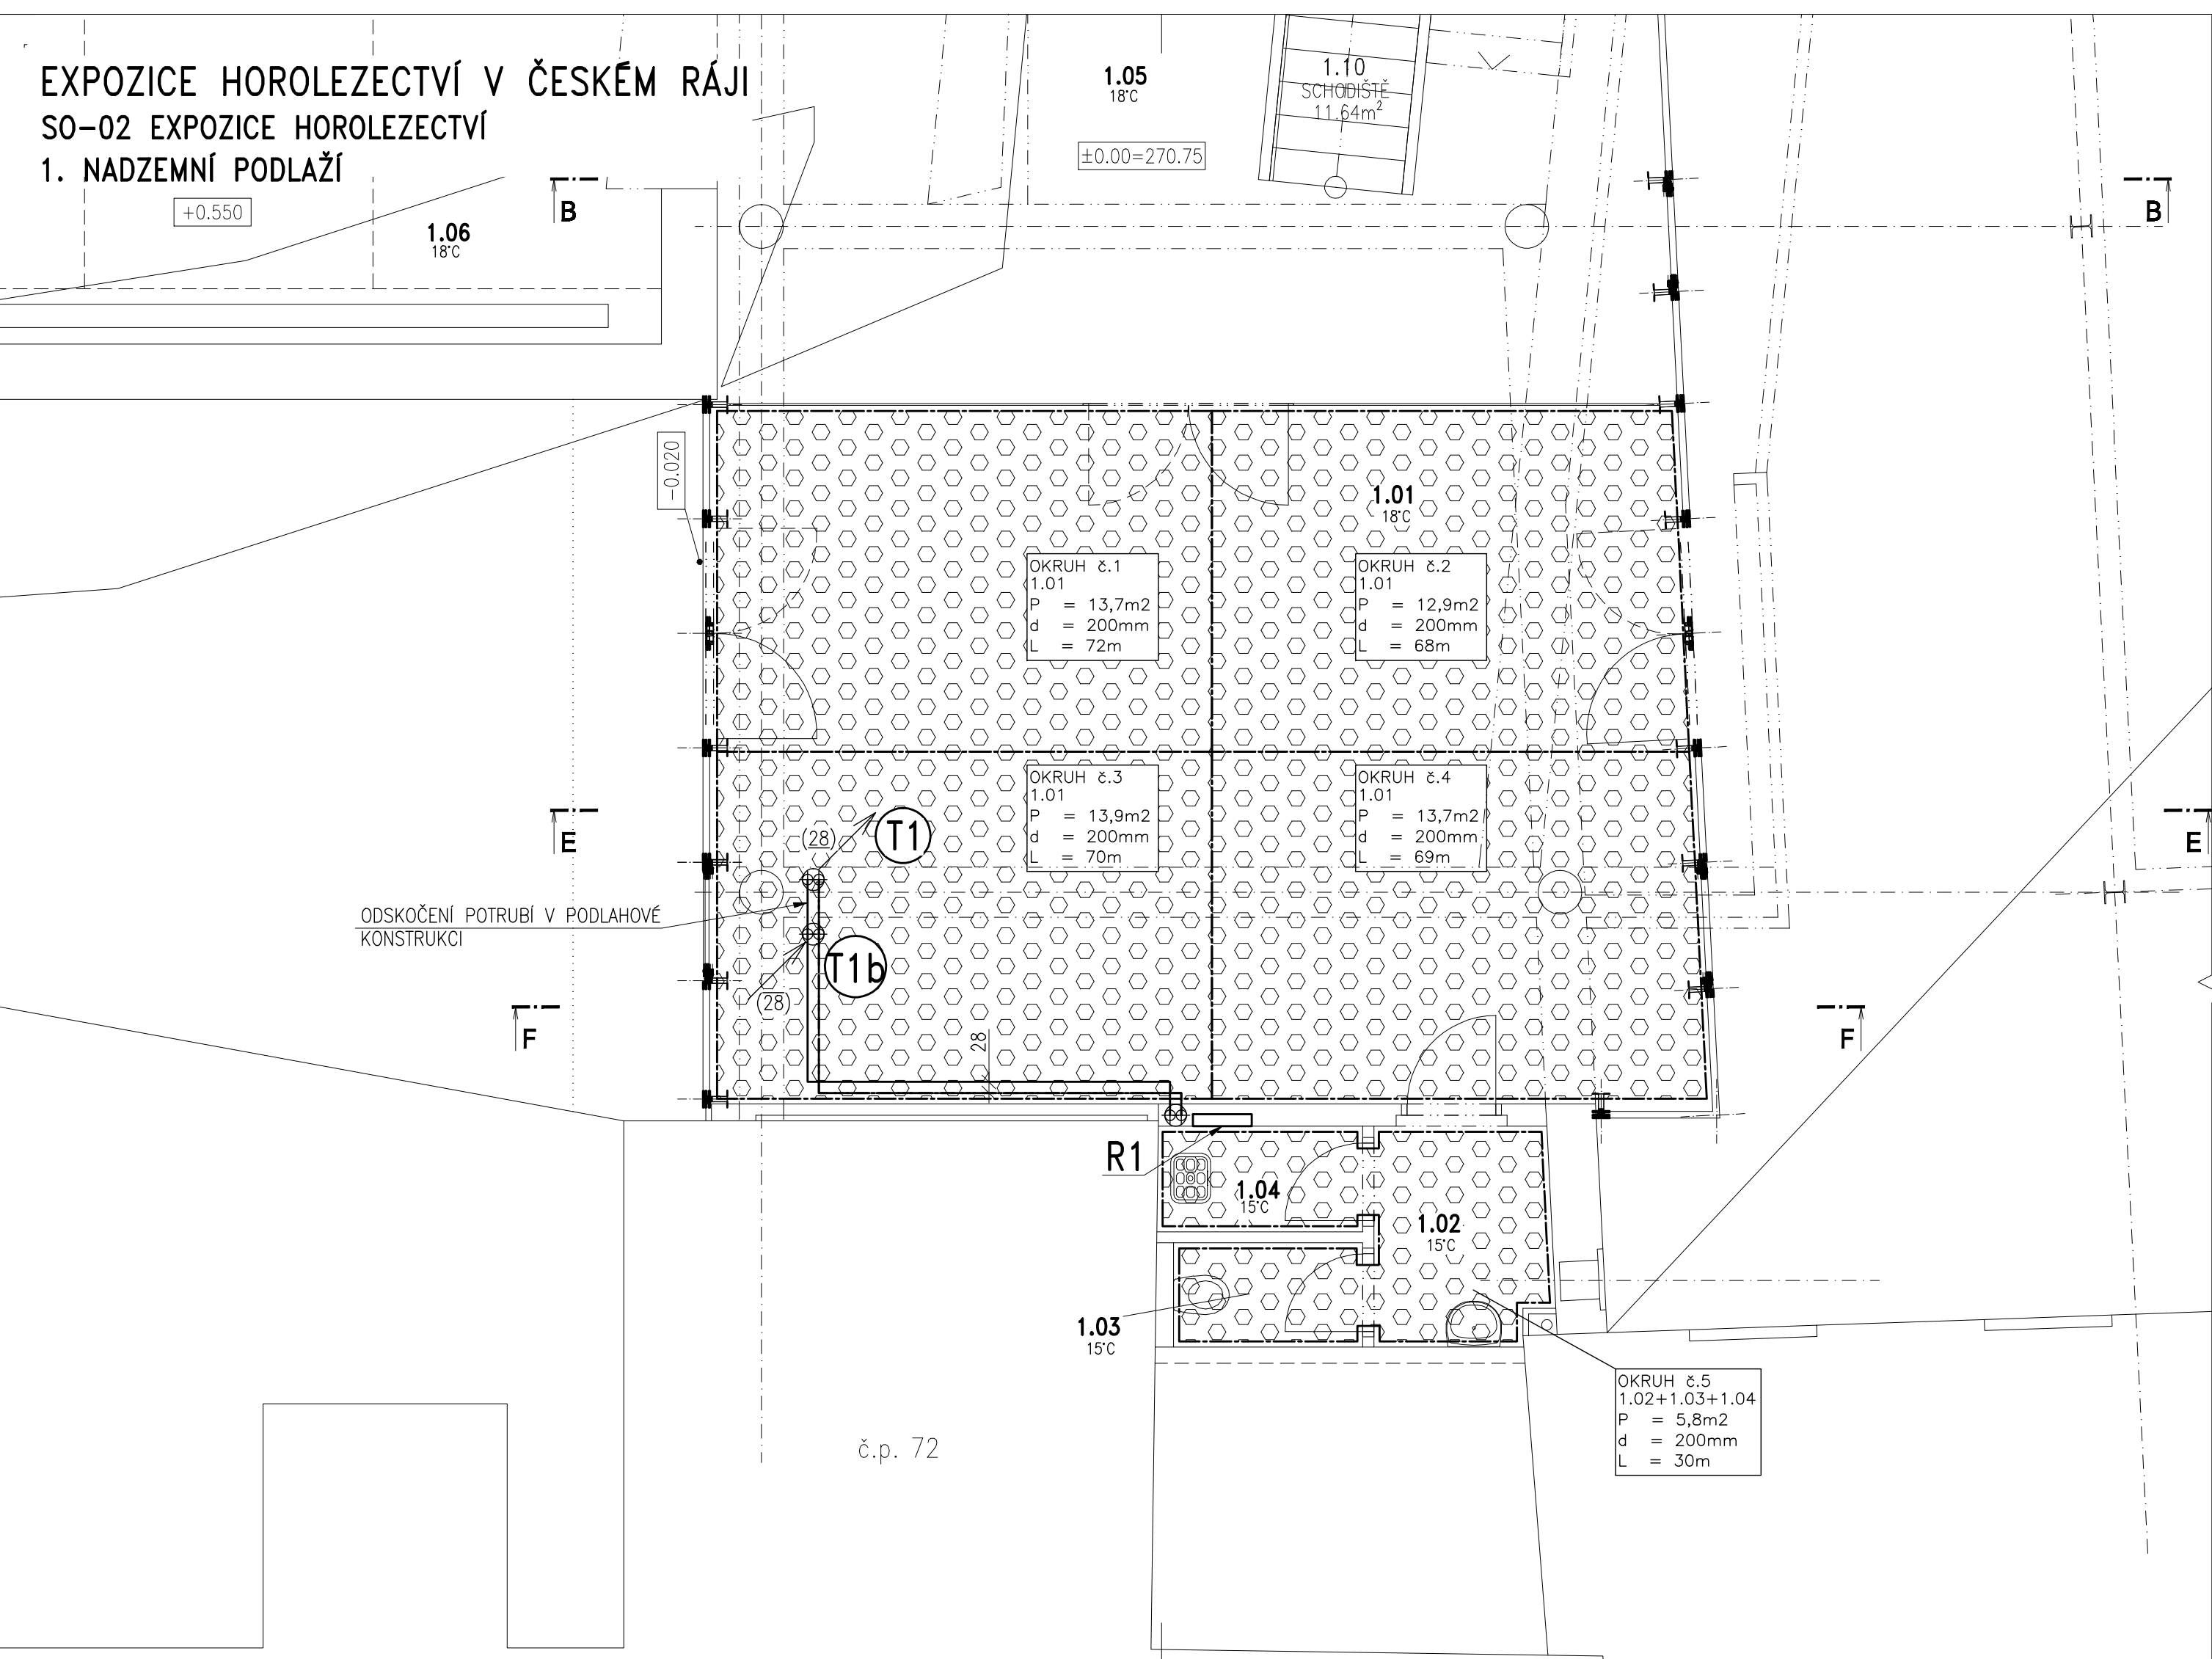 EXPOZICE HOROLEZECTVÍ V ČESKÉM RÁJI
SO-02 EXPOZICE HOROLEZECTVÍ
1. NADZEMNÍ PODLAŽÍ
+0.550
1.06
18°C
B
1.05
18°C
±0.00=270.75
1.10
SCHODIŠTĚ
11.64m²
B
-0.020
1.01
18°C
OKRUH č.1
1.01
P = 13,7m2
d = 200mm
L = 72m
OKRUH č.2
1.01
P = 12,9m2
d = 200mm
L = 68m
OKRUH č.3
1.01
P = 13,9m2
d = 200mm
L = 70m
OKRUH č.4
1.01
P = 13,7m2
d = 200mm
L = 69m
E
E
(28)
T1
ODSKOČENÍ POTRUBÍ V PODLAHOVÉ
KONSTRUKCI
T1b
(28)
F
28
F
R1
1.04
15°C
1.02
15°C
1.03
15°C
OKRUH č.5
1.02+1.03+1.04
P = 5,8m2
d = 200mm
L = 30m
č.p. 72